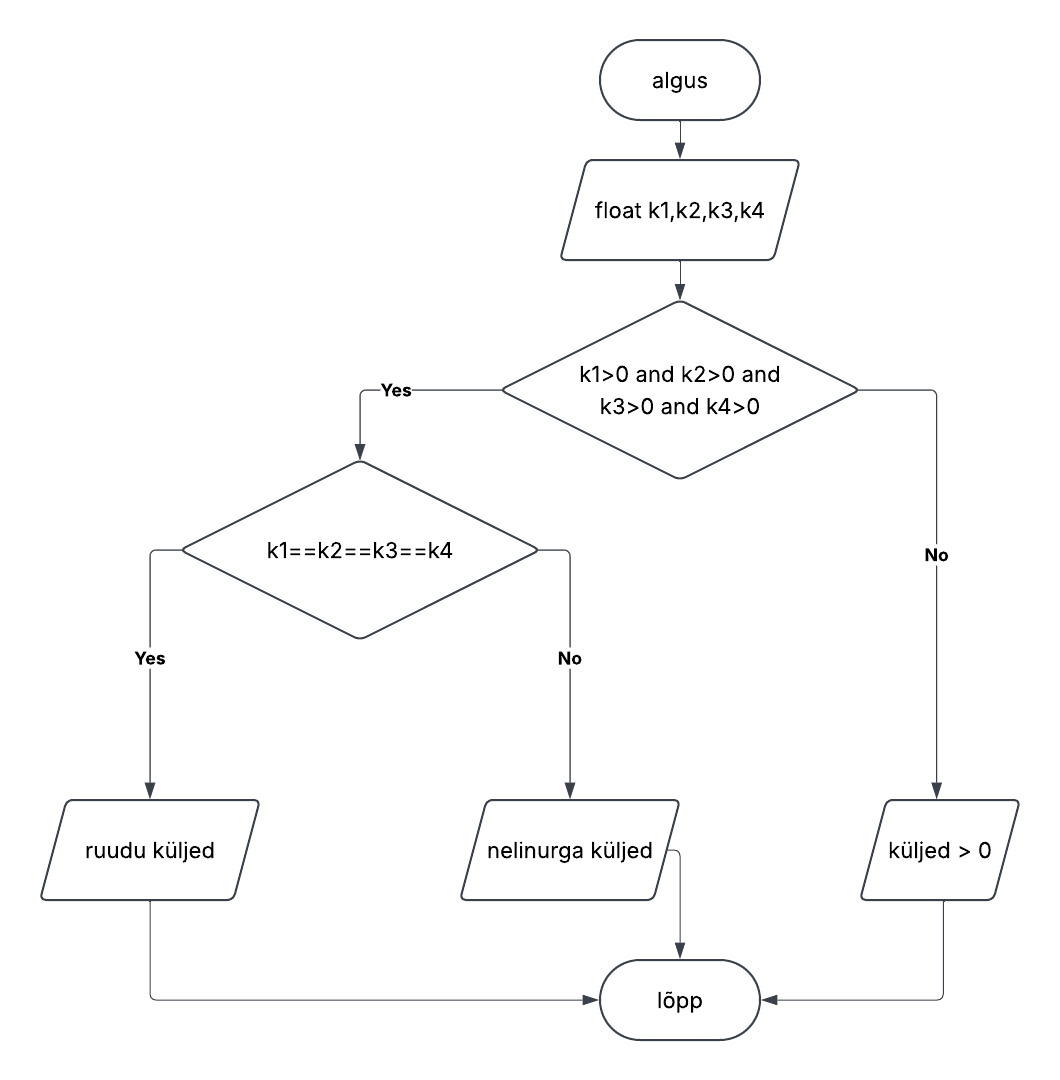 algus
float k1,k2,k3,k4
k1>0 and k2>0 and
k3>0 and k4>0
Yes
k1==k2==k3==k4
No
Yes
No
ruudu küljed
nelinurga küljed
küljed > 0
lõpp